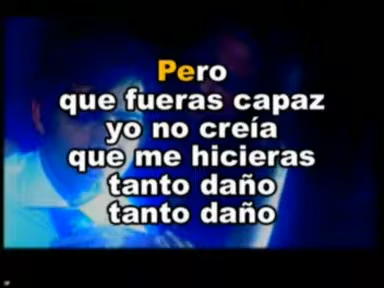 Pero
que fueras capaz
yo no creía
que me hicieras
tanto daño
tanto daño